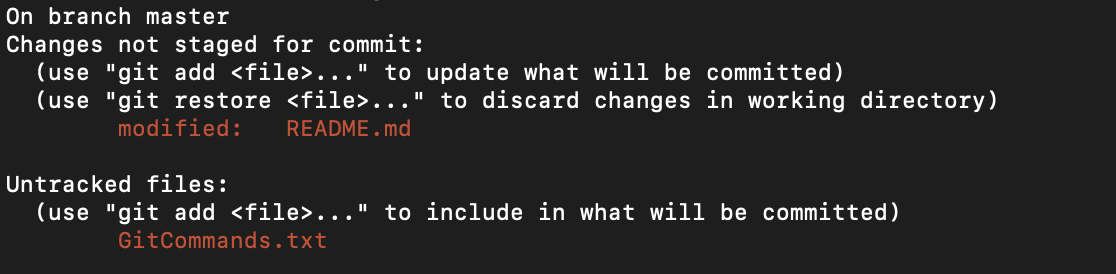 On branch master
Changes not staged for commit:
  (use "git add <file>..." to update what will be committed)
  (use "git restore <file>..." to discard changes in working directory)
        modified:   README.md

Untracked files:
  (use "git add <file>..." to include in what will be committed)
        GitCommands.txt